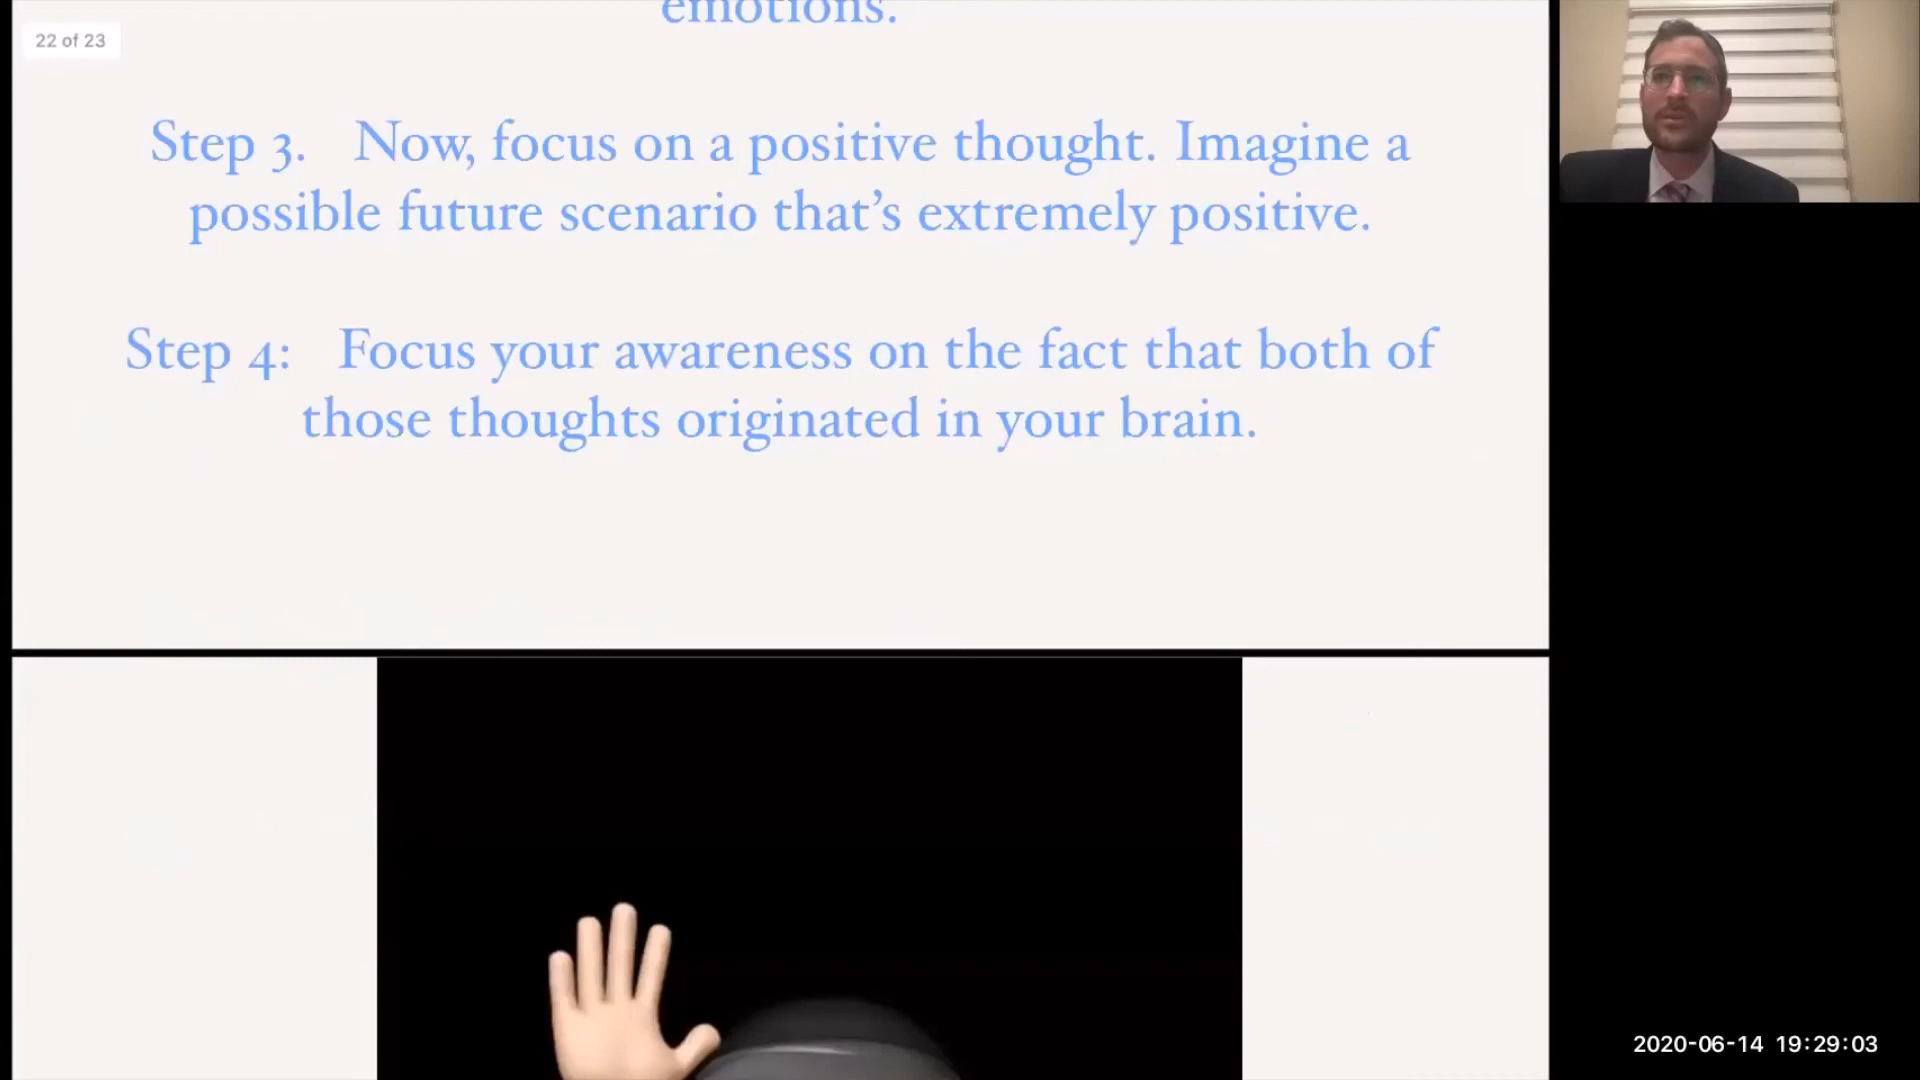 emotions.
22 of 23
Step 3. Now, focus on a positive thought. Imagine a
possible future scenario that’s extremely positive.
Step 4: Focus your awareness on the fact that both of
those thoughts originated in your brain.
2020-06-14 19:29:03